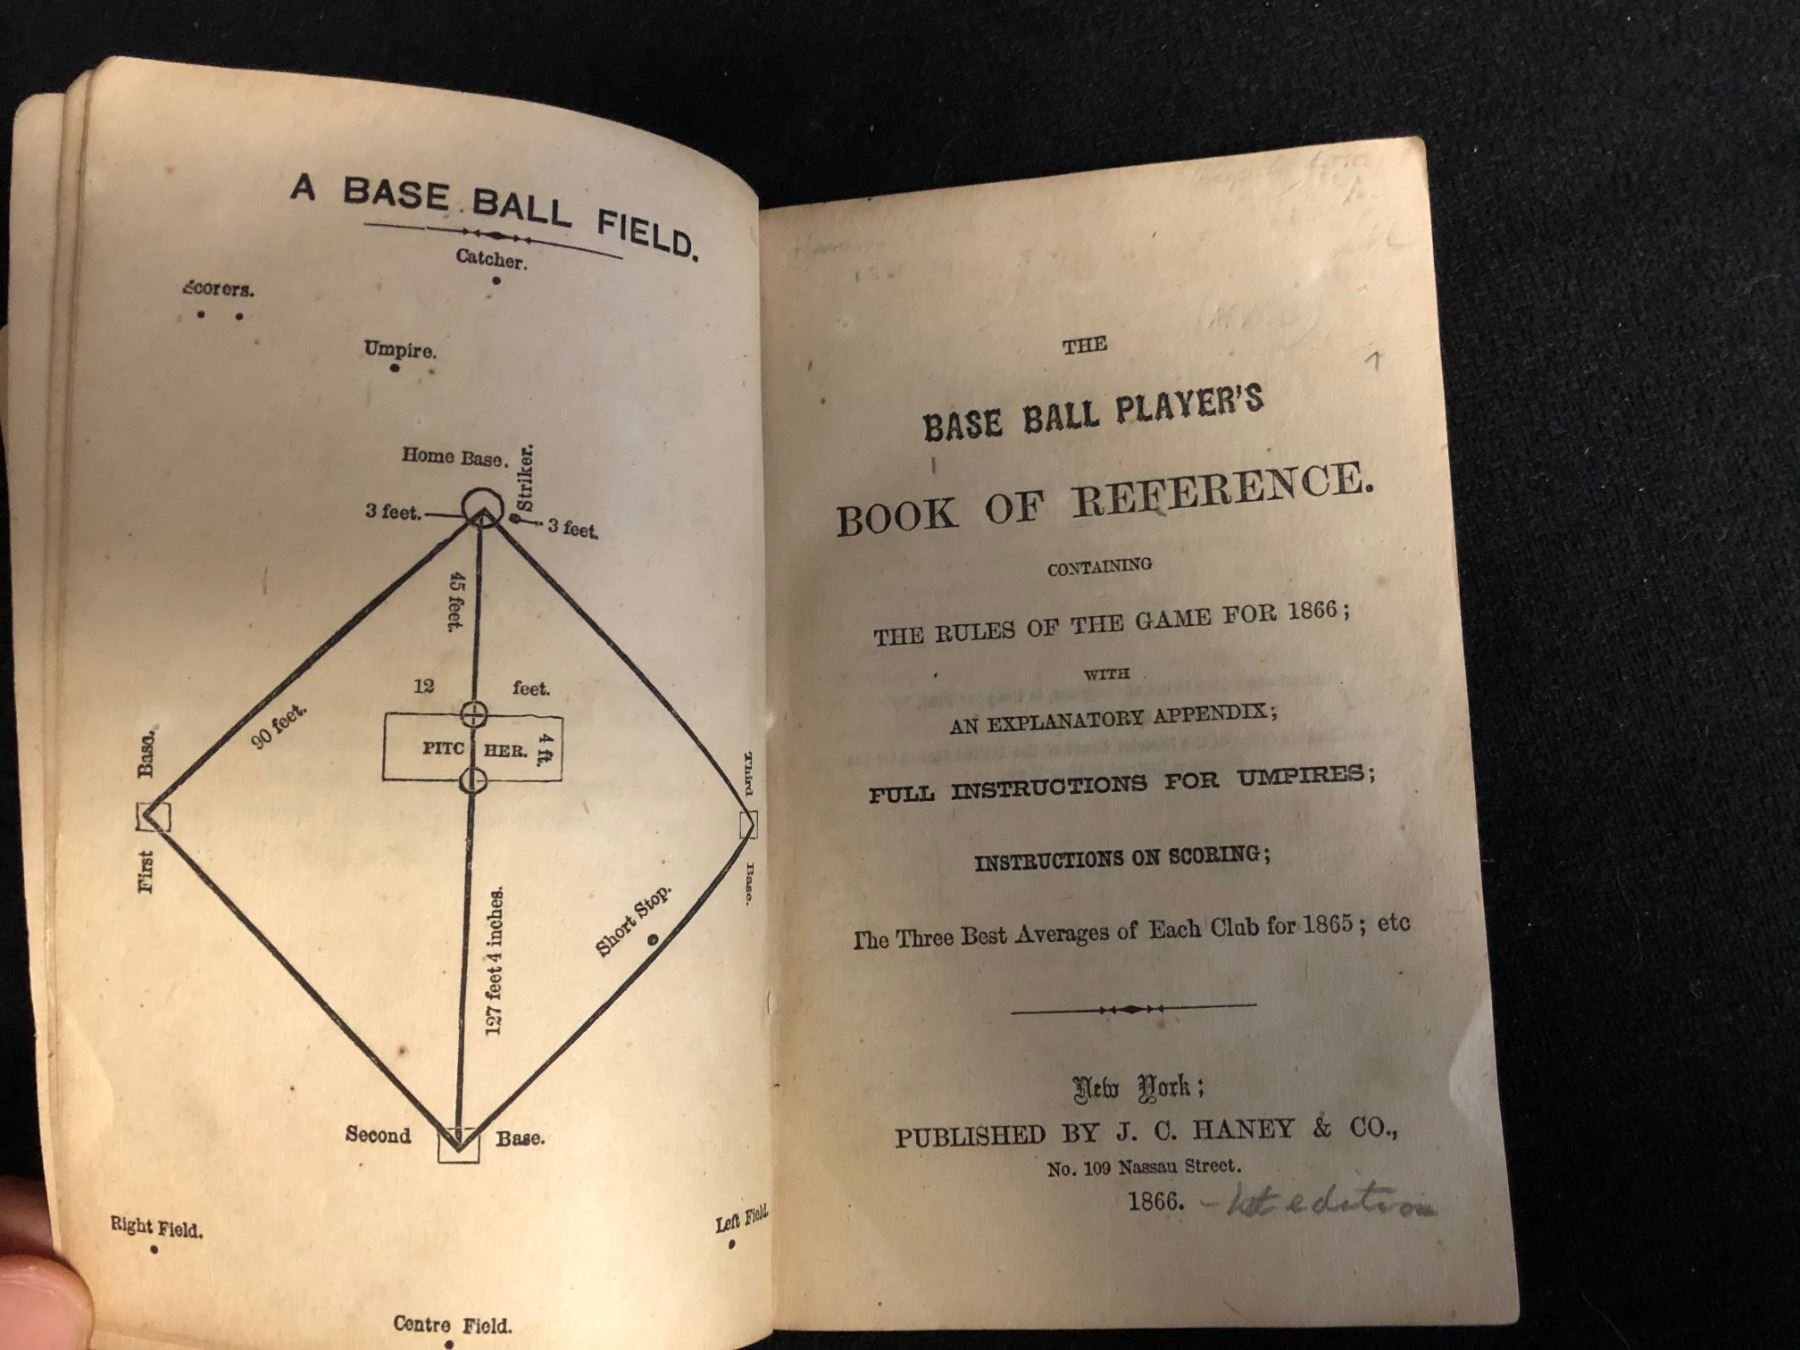 A BASE BALL FIELD.
Catcher.
Scorers.
Umpire.
Home Base.
Striker.
3 feet.
3 feet.
45 feet.
12 feet.
90 feet.
PITCHER.
4 ft.
First Base.
Third Base.
Short Stop.
127 feet 4 inches.
Second Base.
Right Field.
Left Field.
Centre Field.
THE
BASE BALL PLAYER'S
BOOK OF REFERENCE.
CONTAINING
THE RULES OF THE GAME FOR 1866;
WITH
AN EXPLANATORY APPENDIX;
FULL INSTRUCTIONS FOR UMPIRES;
INSTRUCTIONS ON SCORING;
The Three Best Averages of Each Club for 1865; etc
New York;
PUBLISHED BY J. C. HANEY & CO.,
No. 109 Nassau Street.
1866. - 1st edition